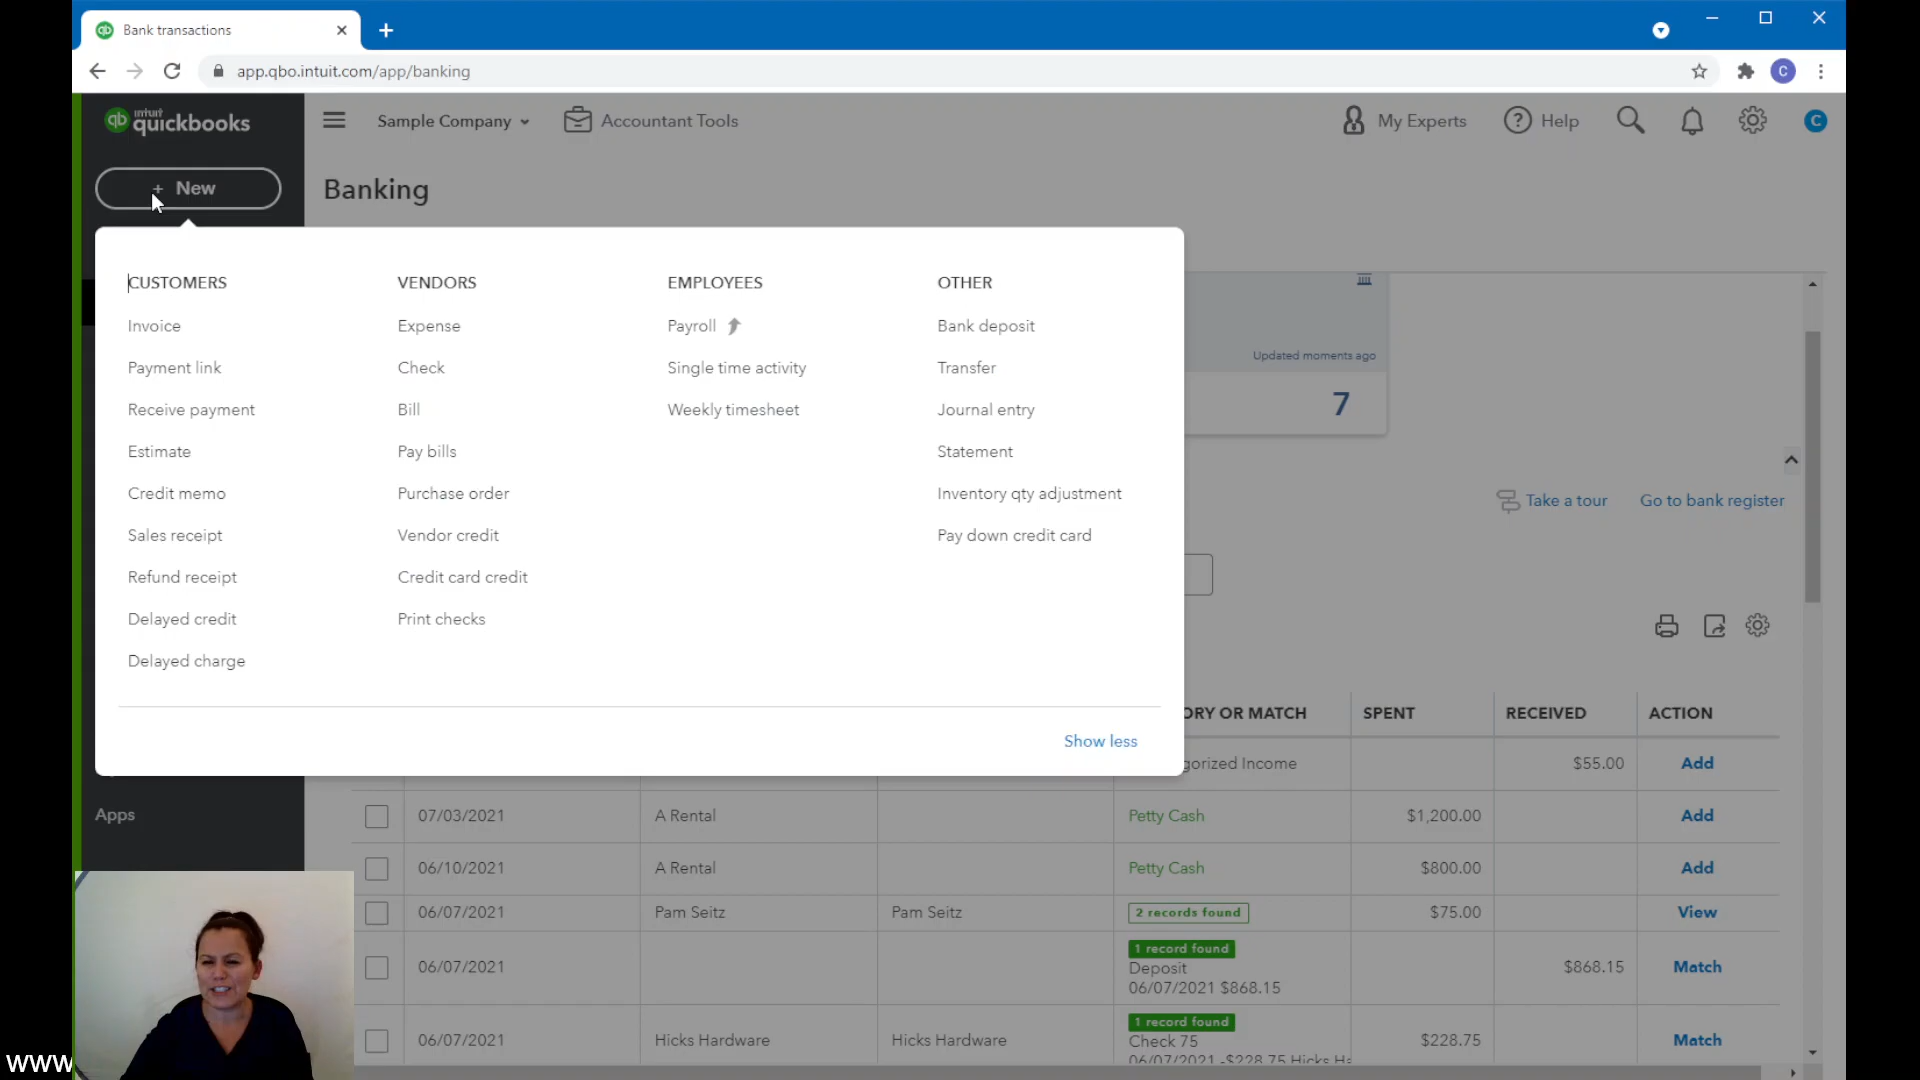 Bank transactions
app.qbo.intuit.com/app/banking
C
intuit
qb quickbooks
Sample Company
Accountant Tools
My Experts
Help
C
+ New
Banking
CUSTOMERS
Invoice
Payment link
Receive payment
Estimate
Credit memo
Sales receipt
Refund receipt
Delayed credit
Delayed charge
VENDORS
Expense
Check
Bill
Pay bills
Purchase order
Vendor credit
Credit card credit
Print checks
EMPLOYEES
Payroll
Single time activity
Weekly timesheet
OTHER
Bank deposit
Transfer
Journal entry
Statement
Inventory qty adjustment
Pay down credit card
Show less
Updated moments ago
7
Take a tour
Go to bank register
ORY OR MATCH SPENT RECEIVED ACTION
gorized Income $55.00 Add
Apps
07/03/2021 A Rental Petty Cash $1,200.00 Add
06/10/2021 A Rental Petty Cash $800.00 Add
06/07/2021 Pam Seitz Pam Seitz 2 records found $75.00 View
1 record found
06/07/2021 Deposit $868.15 Match
06/07/2021 $868.15
1 record found
06/07/2021 Hicks Hardware Hicks Hardware Check 75 $228.75 Match
06/07/2021 -$228.75 Hicks Ha
www